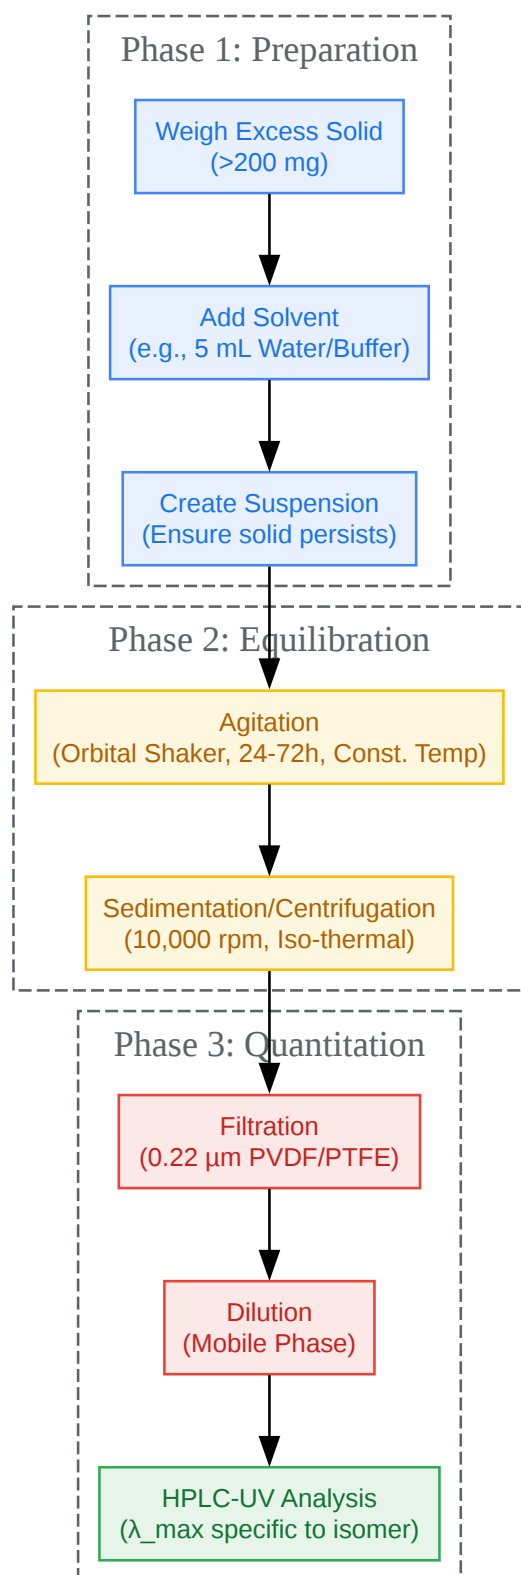 Phase 1: Preparation
Weigh Excess Solid
(>200 mg)
Add Solvent
(e.g., 5 mL Water/Buffer)
Create Suspension
(Ensure solid persists)
Phase 2: Equilibration
Agitation
(Orbital Shaker, 24-72h, Const. Temp)
Sedimentation/Centrifugation
(10,000 rpm, Iso-thermal)
Phase 3: Quantitation
Filtration
(0.22 µm PVDF/PTFE)
Dilution
(Mobile Phase)
HPLC-UV Analysis
(λ_max specific to isomer)